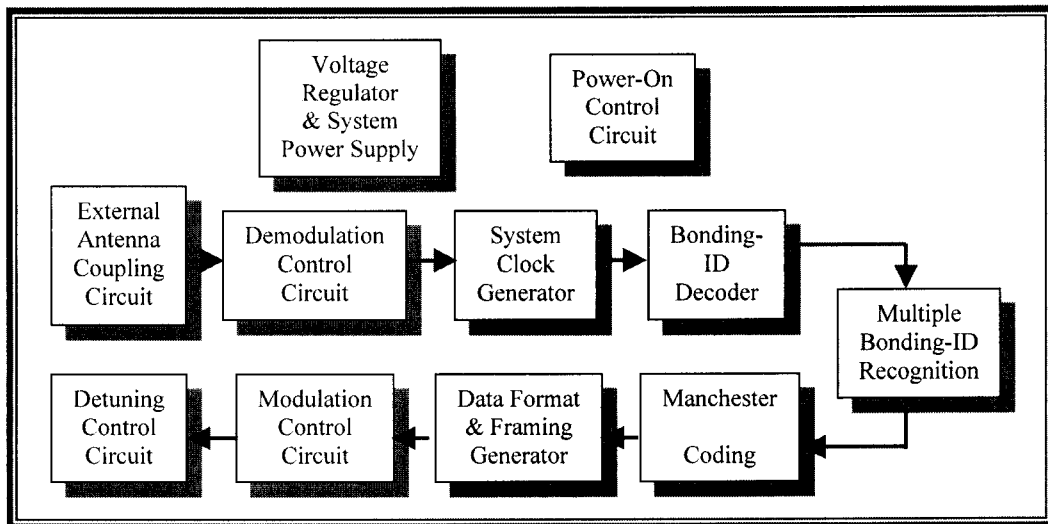 Voltage
Regulator
& System
Power Supply
Power-On
Control
Circuit
External
Antenna
Coupling
Circuit
Demodulation
Control
Circuit
System
Clock
Generator
Bonding-
ID
Decoder
Multiple
Bonding-ID
Recognition
Manchester
Coding
Data Format
& Framing
Generator
Modulation
Control
Circuit
Detuning
Control
Circuit